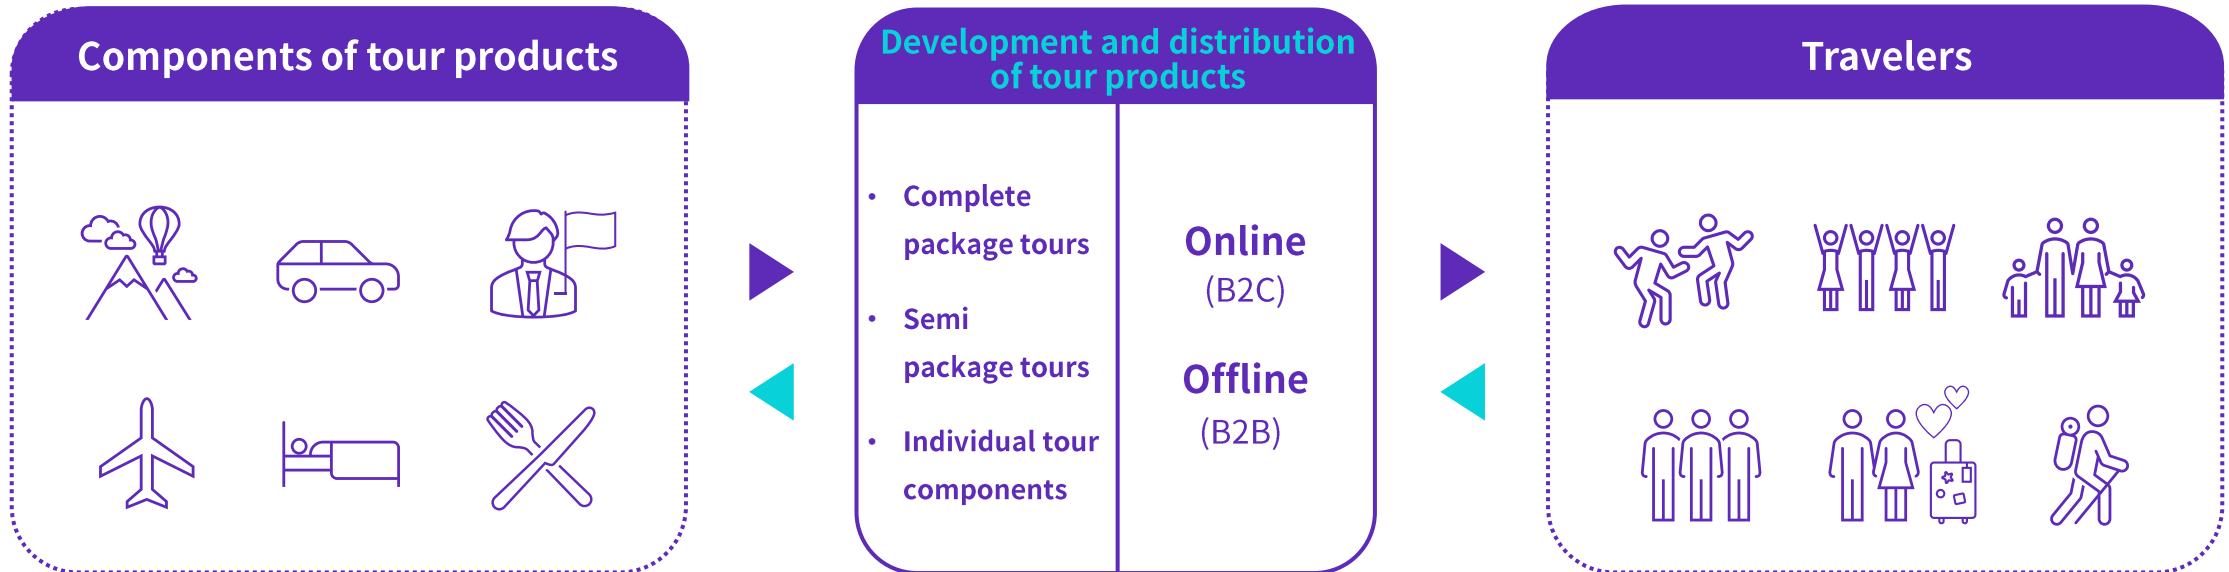 Components of tour products
Development and distribution
of tour products
• Complete
package tours
• Semi
package tours
• Individual tour
components
Online
(B2C)
Offline
(B2B)
Travelers